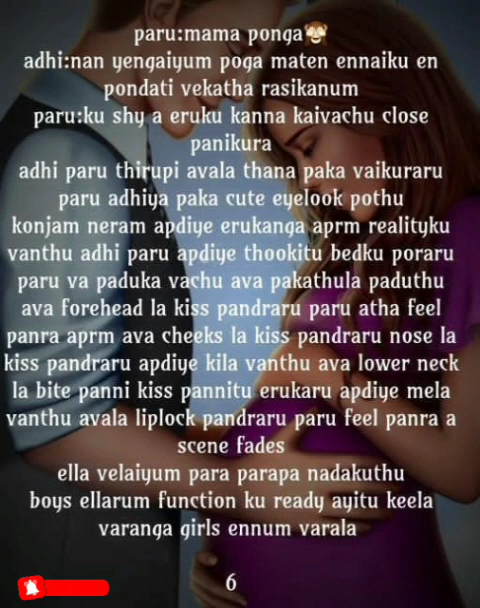 paru:mama ponga🙈
adhi:nan yengaiyum poga maten ennaiku en
pondati vekatha rasikanum
paru:ku shy a eruku kanna kaivachu close
panikura
adhi paru thirupi avala thana paka vaikuraru
paru adhiya paka cute eyelook pothu
konjam neram apdiye erukanga aprm realityku
vanthu adhi paru apdiye thookitu bedku poraru
paru va paduka vachu ava pakathula paduthu
ava forehead la kiss pandraru paru atha feel
panra aprm ava cheeks la kiss pandraru nose la
kiss pandraru apdiye kila vanthu ava lower neck
la bite panni kiss pannitu erukaru apdiye mela
vanthu avala liplock pandraru paru feel panra a
scene fades
ella velaiyum para parapa nadakuthu
boys ellarum function ku ready ayitu keela
varanga girls ennum varala
6